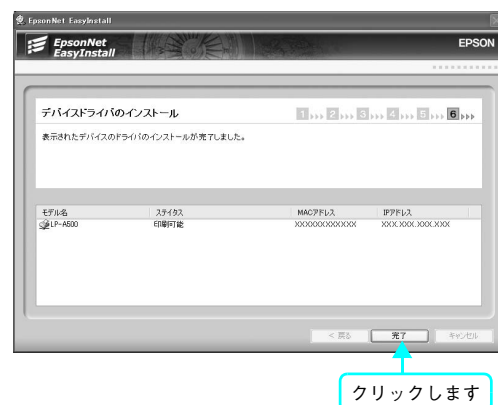 EpsonNet EasyInstall
EpsonNet
EasyInstall
EPSON
デバイスドライバのインストール
1 2 3 4 5 6
表示されたデバイスのドライバのインストールが完了しました。
モデル名 ステイタス MACアドレス IPアドレス
LP-A500 印刷可能 XXXXXXXXXXXX XXX.XXX.XXX.XXX
< 戻る 完了 キャンセル
クリックします